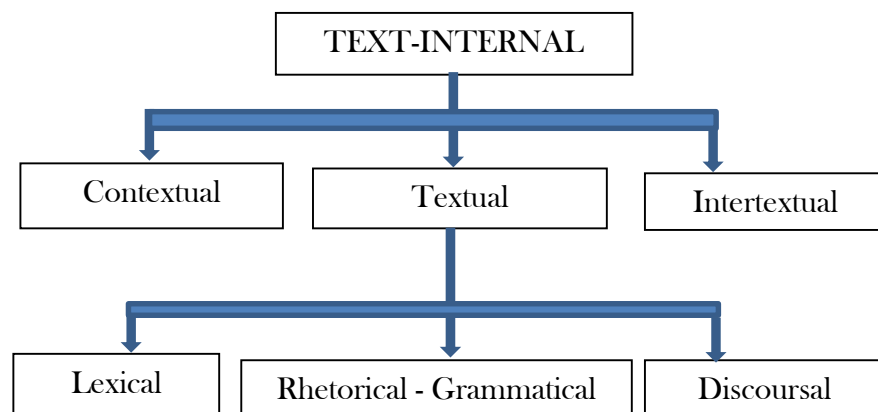 TEXT-INTERNAL
Contextual
Textual
Intertextual
Lexical
Rhetorical - Grammatical
Discoursal